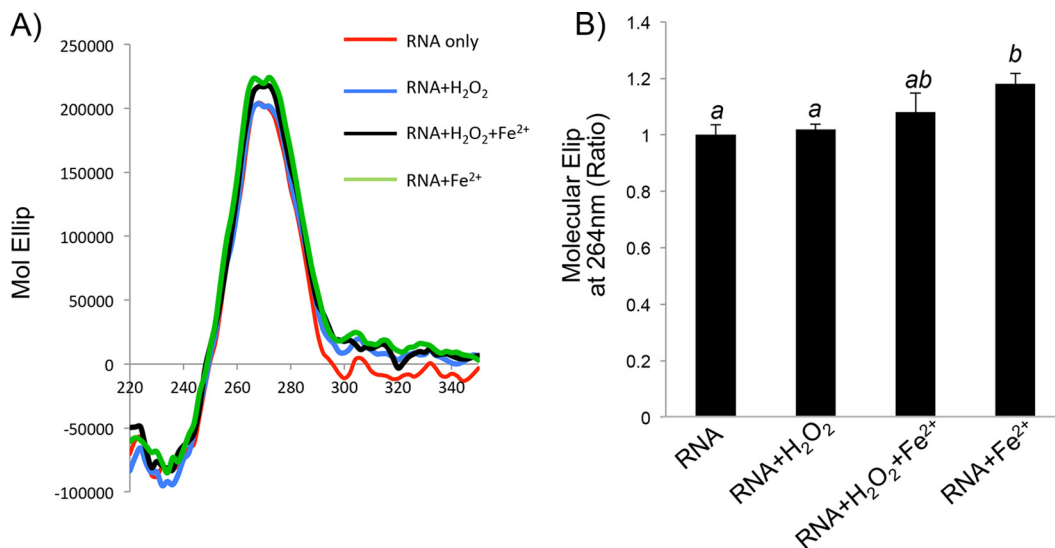 A)
Mol Ellip
250000
200000
150000
100000
50000
0
-50000
-100000
220 240 260 280 300 320 340
RNA only
RNA+H₂O₂
RNA+H₂O₂+Fe²⁺
RNA+Fe²⁺
B)
Molecular Elip
at 264nm (Ratio)
1.4
1.2
1
0.8
0.6
0.4
0.2
0
a a ab b
RNA
RNA+H₂O₂
RNA+H₂O₂+Fe²⁺
RNA+Fe²⁺